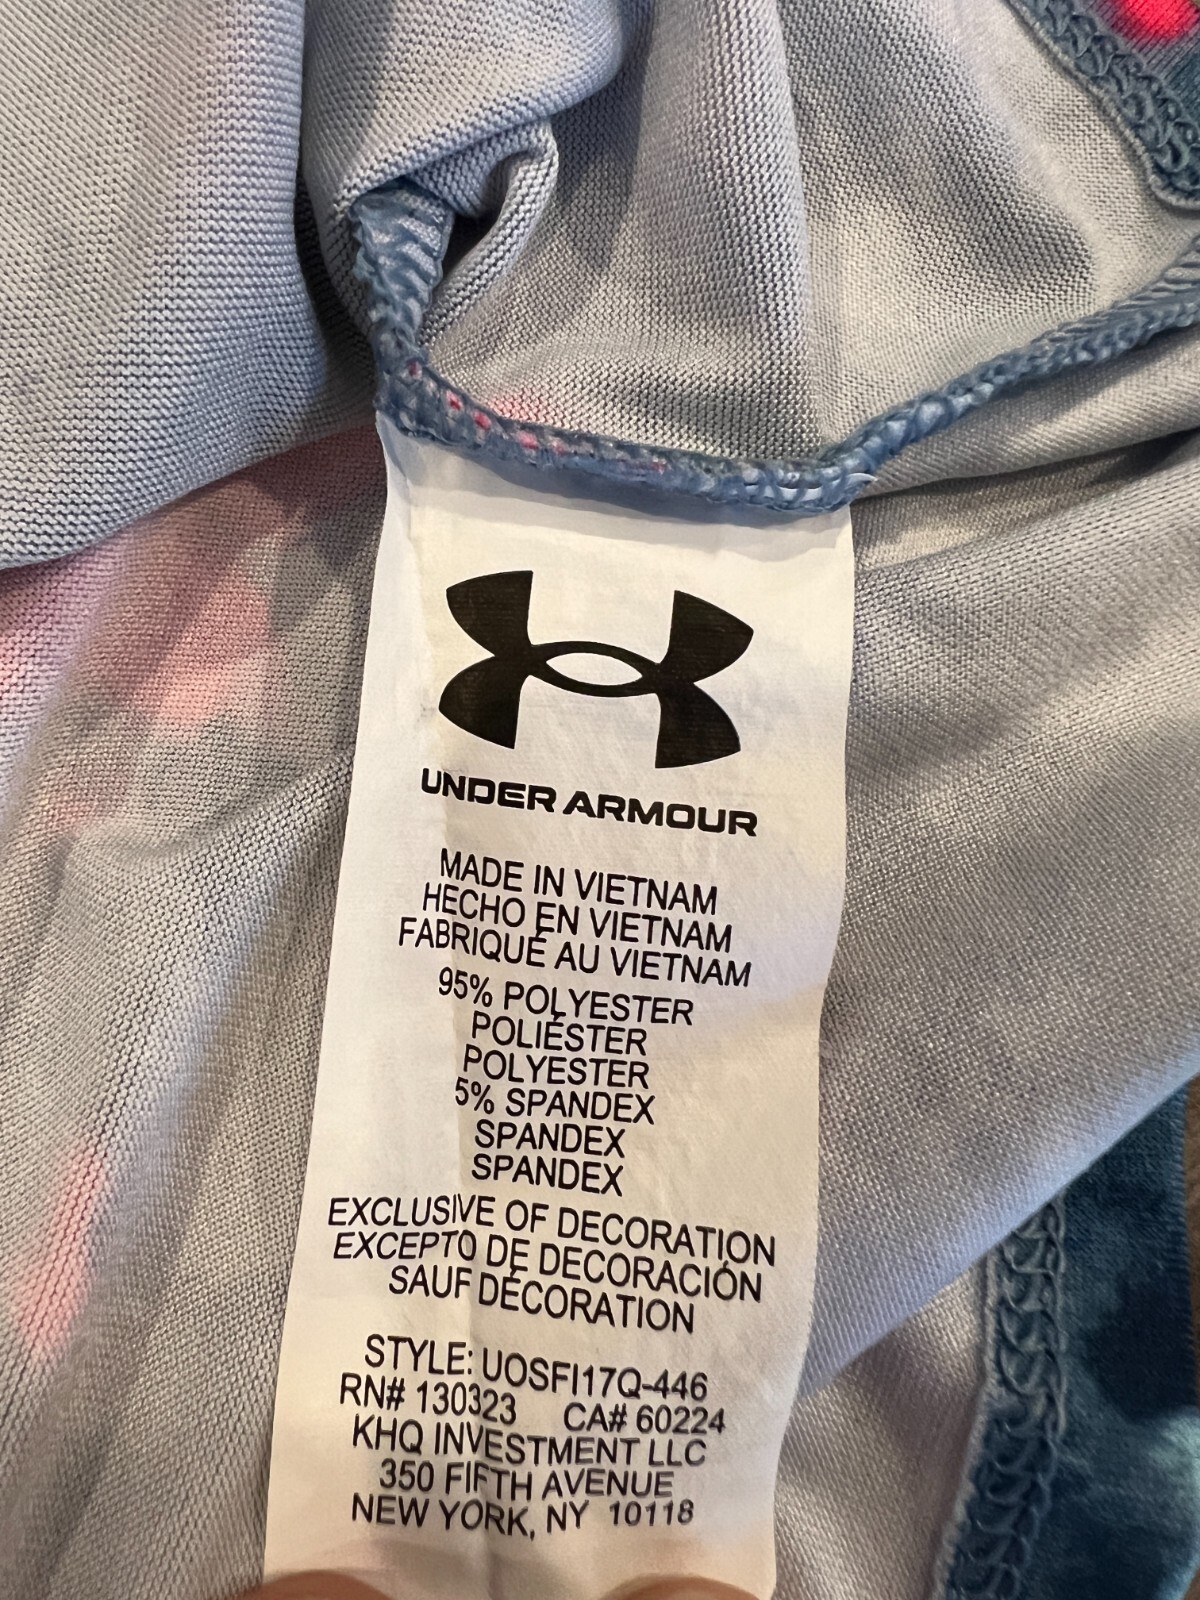 UNDER ARMOUR
MADE IN VIETNAM
HECHO EN VIETNAM
FABRIQUÉ AU VIETNAM
95% POLYESTER
POLIÉSTER
POLYESTER
5% SPANDEX
SPANDEX
SPANDEX
EXCLUSIVE OF DECORATION
EXCEPTO DE DECORACIÓN
SAUF DÉCORATION
STYLE: UOSFI17Q-446
RN# 130323 CA# 60224
KHQ INVESTMENT LLC
350 FIFTH AVENUE
NEW YORK, NY 10118